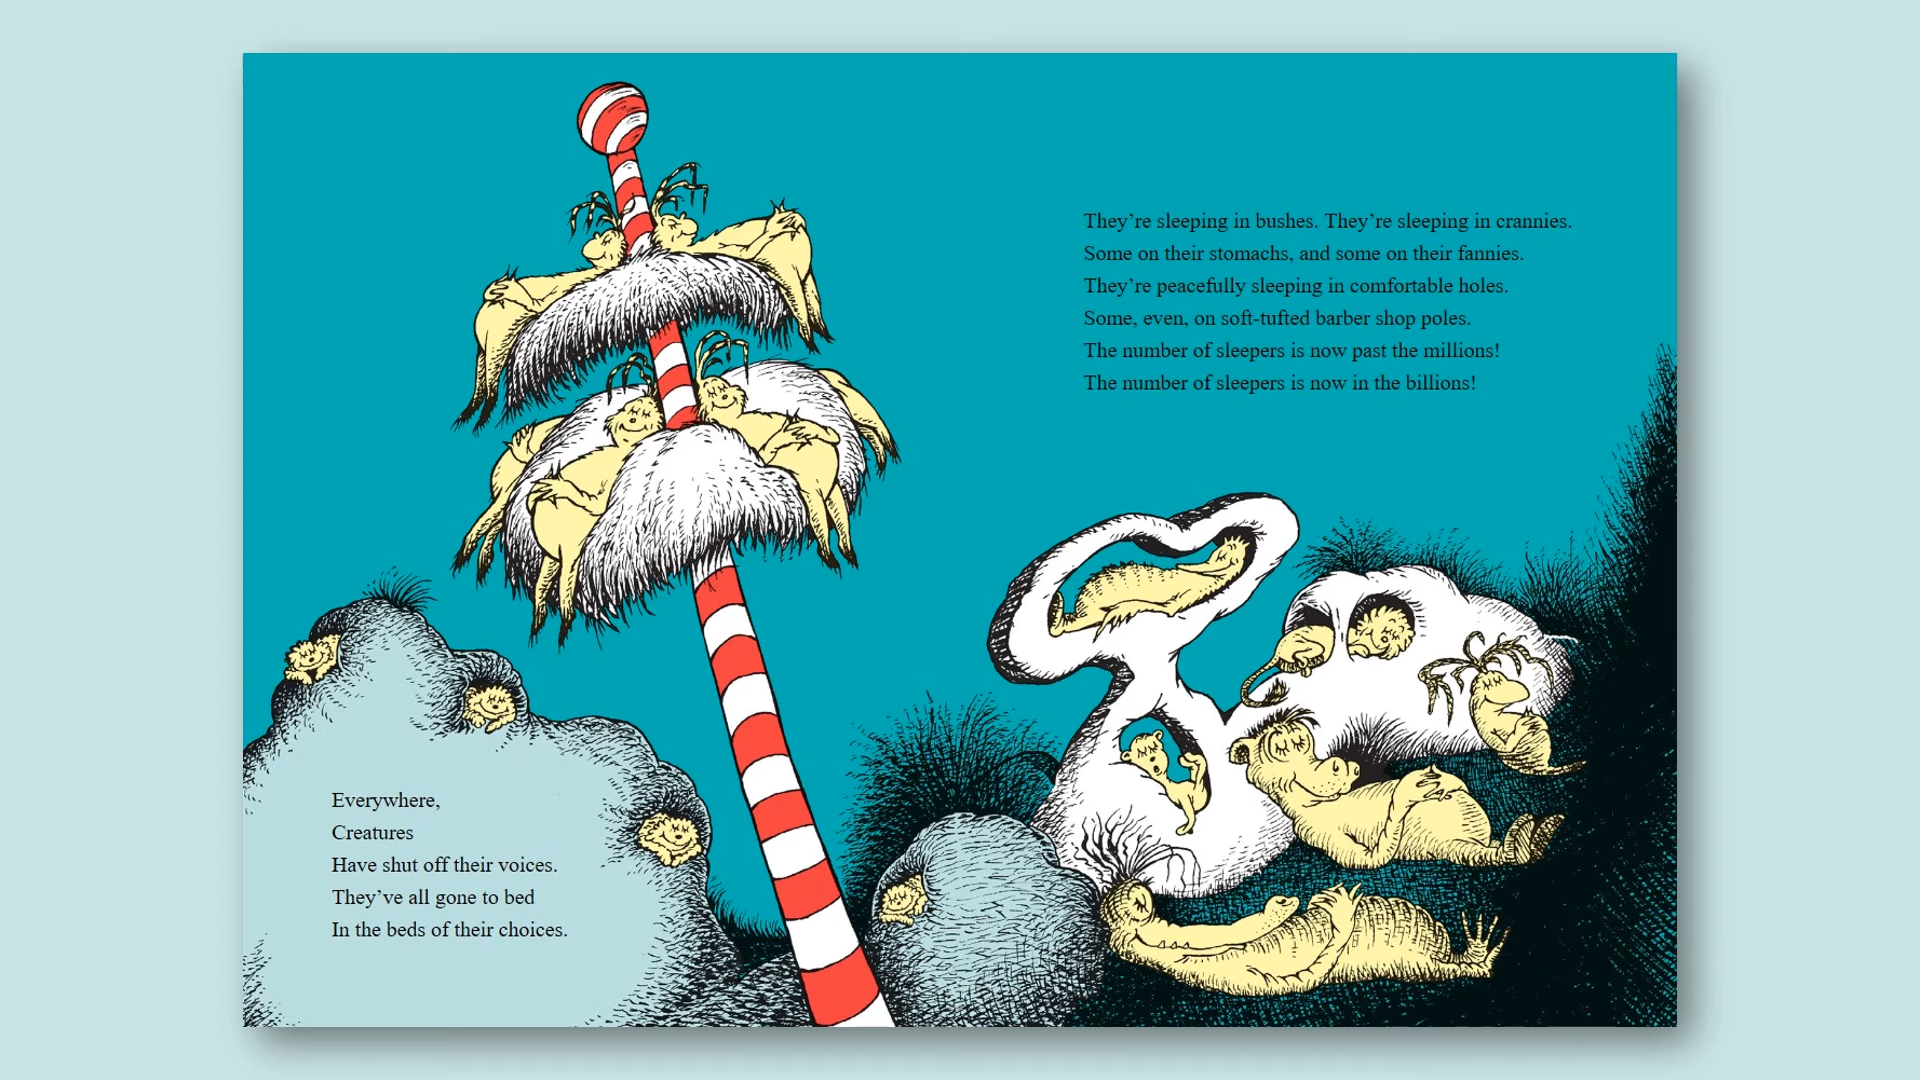 Everywhere,
Creatures
Have shut off their voices.
They’ve all gone to bed
In the beds of their choices.
They’re sleeping in bushes. They’re sleeping in crannies.
Some on their stomachs, and some on their fannies.
They’re peacefully sleeping in comfortable holes.
Some, even, on soft-tufted barber shop poles.
The number of sleepers is now past the millions!
The number of sleepers is now in the billions!